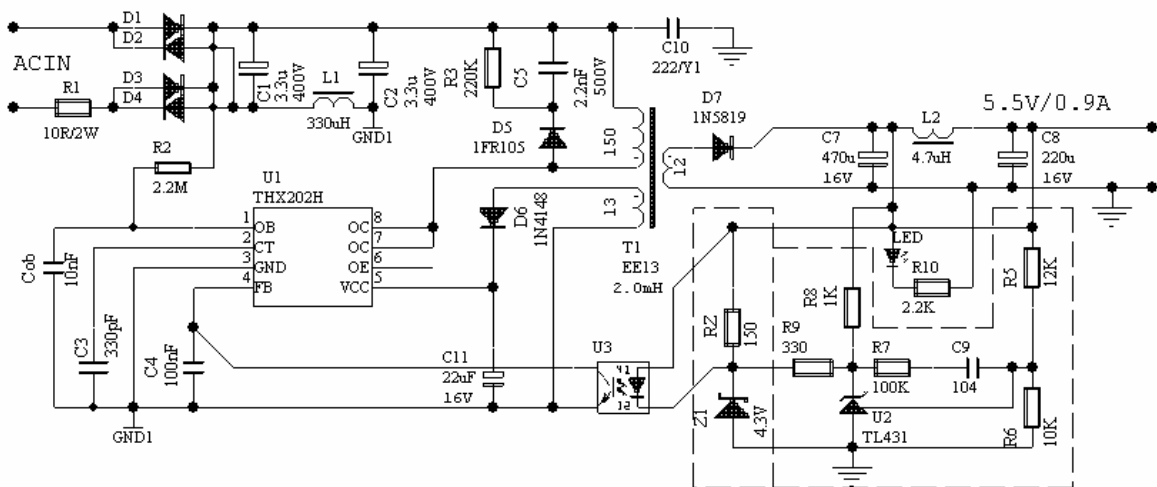 D1
D2
ACIN
D3
D4
R1
10R/2W
R2
2.2M
C1
3.3u
400V
L1
330uH
C2
3.3u
400V
GND1
R3
220K
C5
2.2nF
500V
D5
1FR105
C10
222/Y1
150
12
13
D7
1N5819
C7
470u
16V
L2
4.7uH
5.5V/0.9A
C8
220u
16V
U1
THX202H
1
OB
2
CT
3
GND
4
FB
8
OC
7
OC
6
OE
5
VCC
D6
1N4148
T1
EE13
2.0mH
Cob
10nF
C3
330pF
C4
100nF
C11
22uF
16V
U3
GND1
RZ
150
Z1
4.3V
R8
1K
LED
R10
2.2K
R5
12K
R9
330
R7
100K
C9
104
U2
TL431
R6
10K